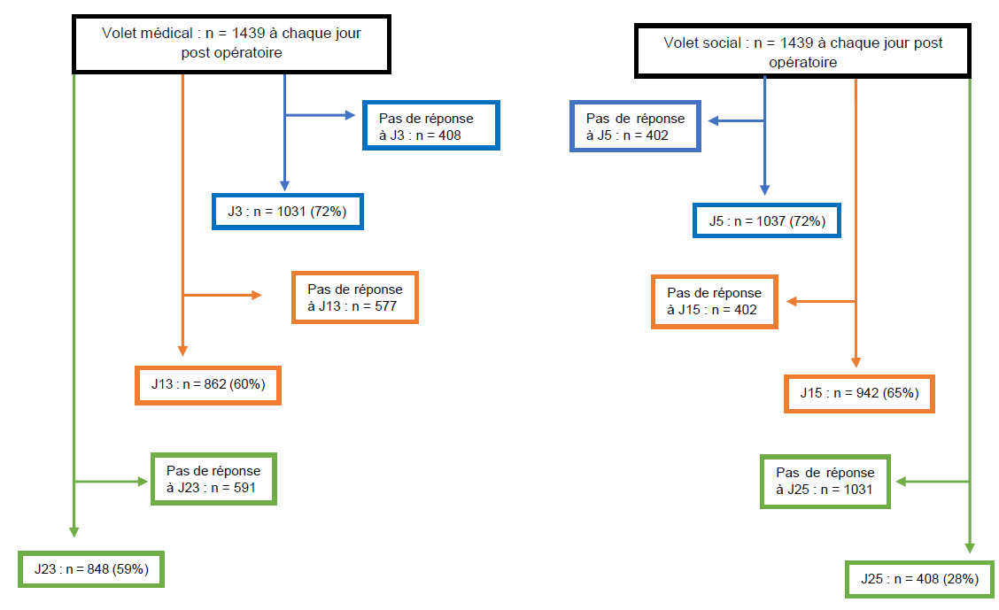 Volet médical : n = 1439 à chaque jour
post opératoire
Pas de réponse
à J3 : n = 408
J3 : n = 1031 (72%)
Pas de réponse
à J13 : n = 577
J13 : n = 862 (60%)
Pas de réponse
à J23 : n = 591
J23 : n = 848 (59%)
Volet social : n = 1439 à chaque jour post
opératoire
Pas de réponse
à J5 : n = 402
J5 : n = 1037 (72%)
Pas de réponse
à J15 : n = 402
J15 : n = 942 (65%)
Pas de réponse
à J25 : n = 1031
J25 : n = 408 (28%)